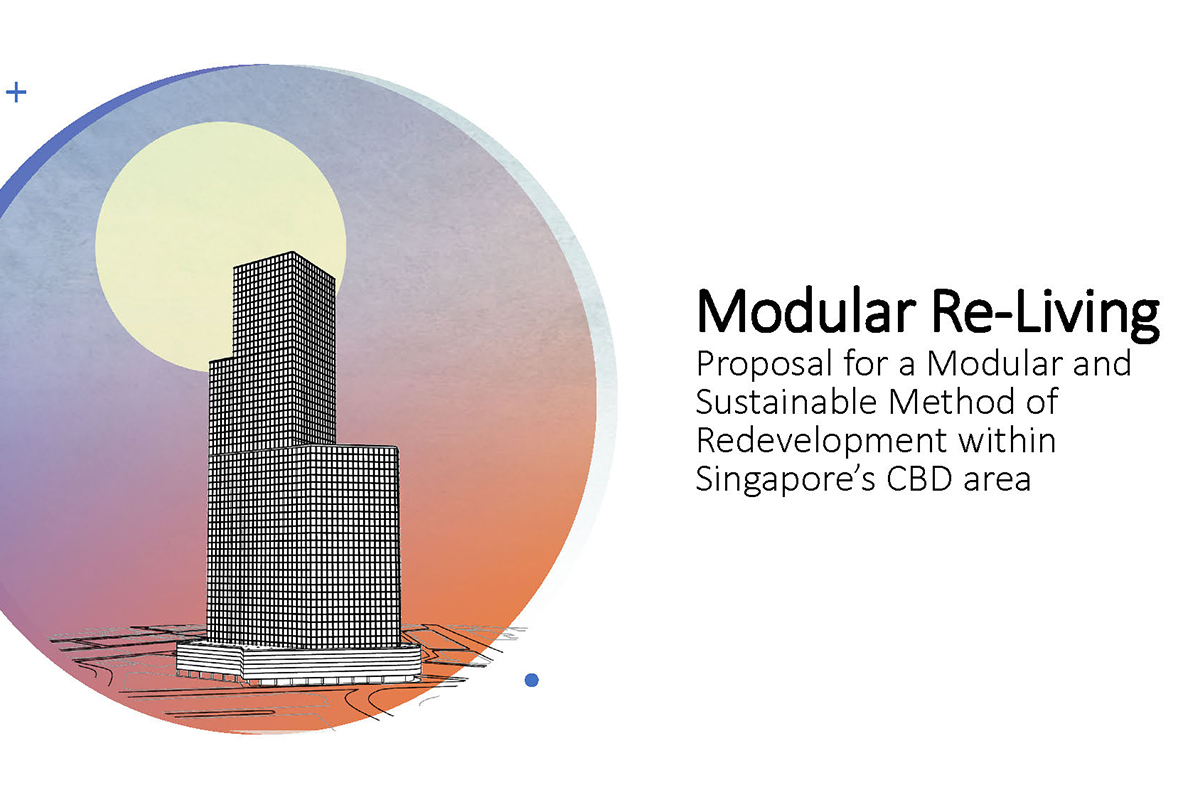 Modular Re-Living
Proposal for a Modular and
Sustainable Method of
Redevelopment within
Singapore’s CBD area